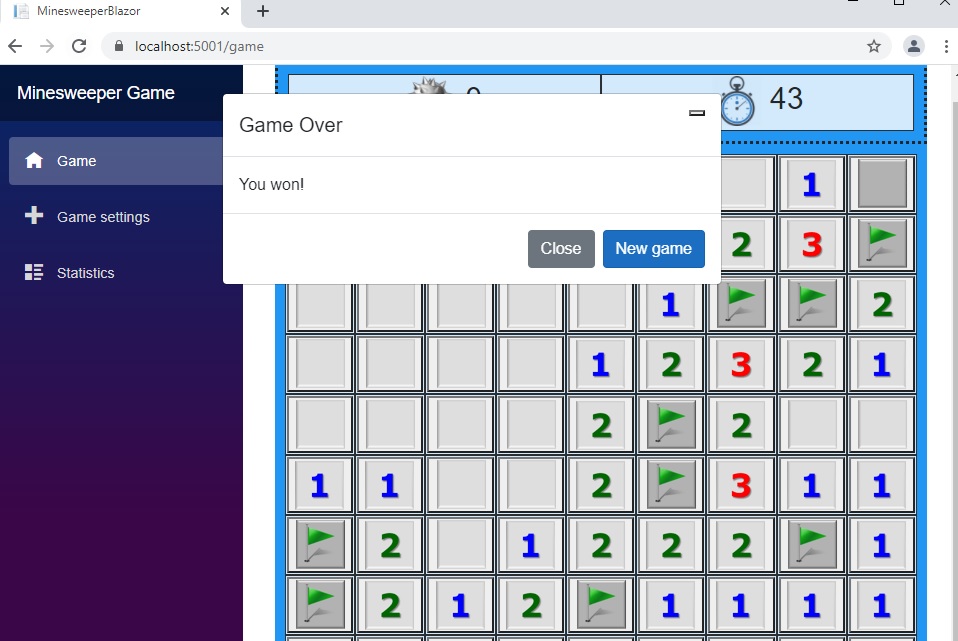 MinesweeperBlazor
localhost:5001/game
Minesweeper Game
43
Game Over
Game
You won!
1
Game settings
Close New game
2 3
Statistics
1 2
1 2 3 2 1
2 2
1 1 2 3 1 1
2 1 2 2 2 1
2 1 2 1 1 1 1